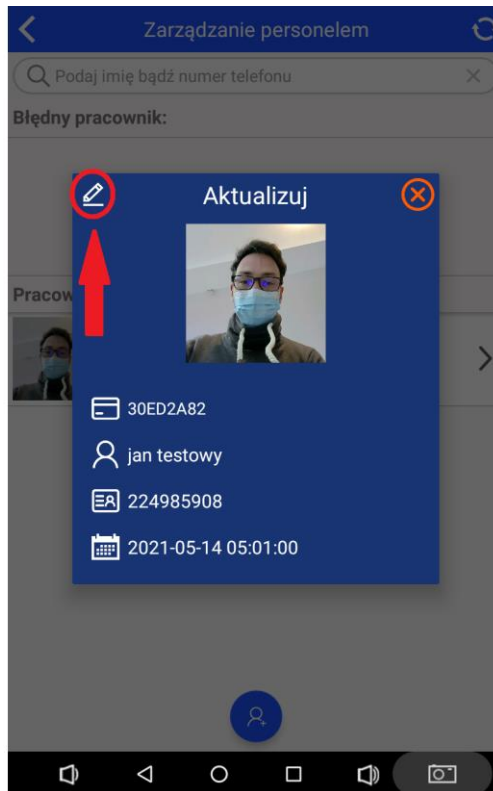 Zarządzanie personelem
Podaj imię bądź numer telefonu
Błędny pracownik:
Aktualizuj
Pracow
30ED2A82
jan testowy
224985908
2021-05-14 05:01:00